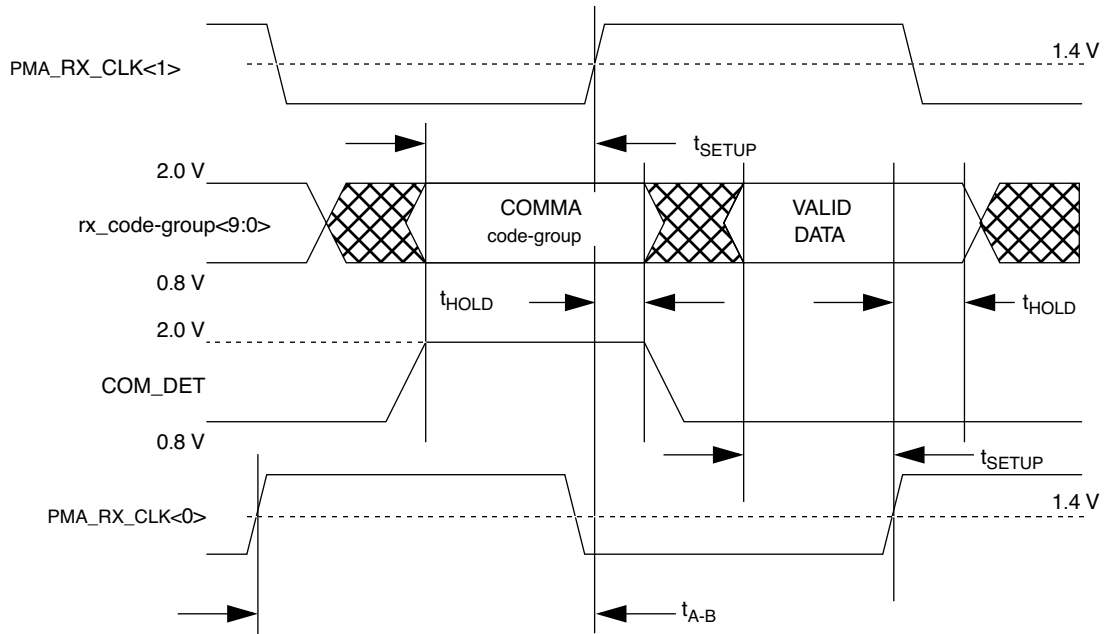 PMA_RX_CLK<1>
1.4 V
tSETUP
2.0 V
rx_code-group<9:0>
COMMA
code-group
VALID
DATA
0.8 V
tHOLD
tHOLD
2.0 V
COM_DET
0.8 V
tSETUP
PMA_RX_CLK<0>
1.4 V
tA-B